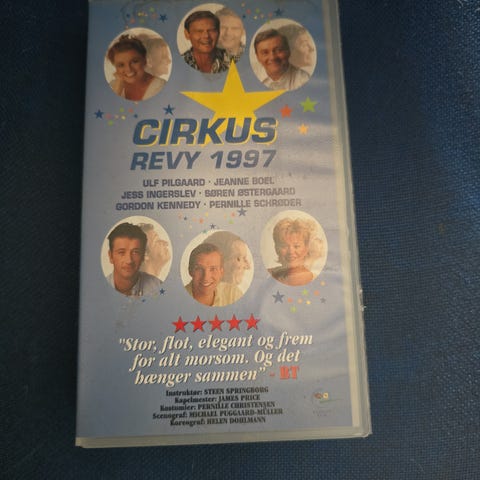 CIRKUS
REVY 1997
ULF PILGAARD · JEANNE BOEL
JESS INGERSLEV · SØREN ØSTERGAARD
GORDON KENNEDY · PERNILLE SCHRØDER
"Stor, flot, elegant og frem
for alt morsom. Og det
hænger sammen" - BT
Instruktør: STEEN SPRINGBORG
Kapelmester: JAMES PRICE
Kostumier: PERNILLE CHRISTENSEN
Scenograf: MICHAEL PUGGAARD-MÜLLER
Koreograf: HELEN DOHLMANN